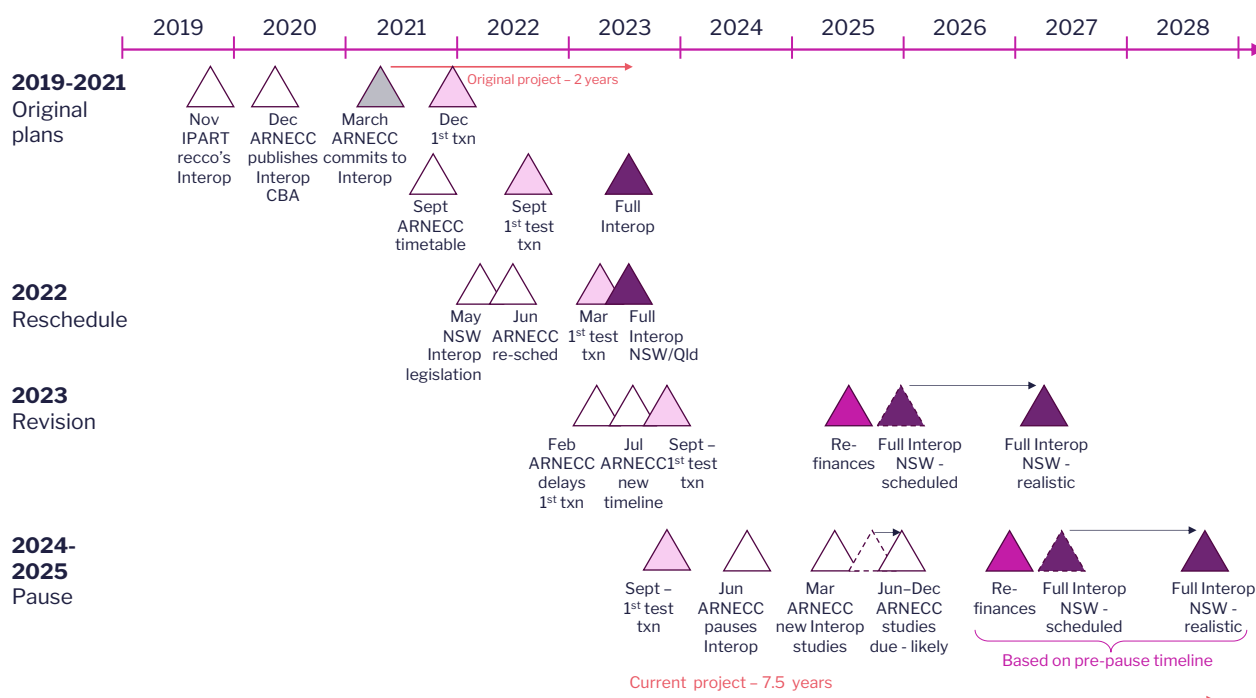 2019 2020 2021 2022 2023 2024 2025 2026 2027 2028
2019-2021
Original
plans
Original project – 2 years
Nov
IPART
recco's
Interop
Dec
ARNECC
publishes
Interop
CBA
March
ARNECC
commits to
Interop
Dec
1st txn
Sept
ARNECC
timetable
Sept
1st test
txn
Full
Interop
2022
Reschedule
May
NSW
Interop
legislation
Jun
ARNECC
re-sched
Mar
1st test
txn
Full
Interop
NSW/Qld
2023
Revision
Feb
ARNECC
delays
1st txn
Jul
ARNECC
new
timeline
Sept –
1st test
txn
Re-
finances
Full Interop
NSW -
scheduled
Full Interop
NSW -
realistic
2024-
2025
Pause
Sept –
1st test
txn
Jun
ARNECC
pauses
Interop
Mar
ARNECC
new Interop
studies
Jun–Dec
ARNECC
studies
due - likely
Re-
finances
Full Interop
NSW -
scheduled
Full Interop
NSW -
realistic
Based on pre-pause timeline
Current project – 7.5 years